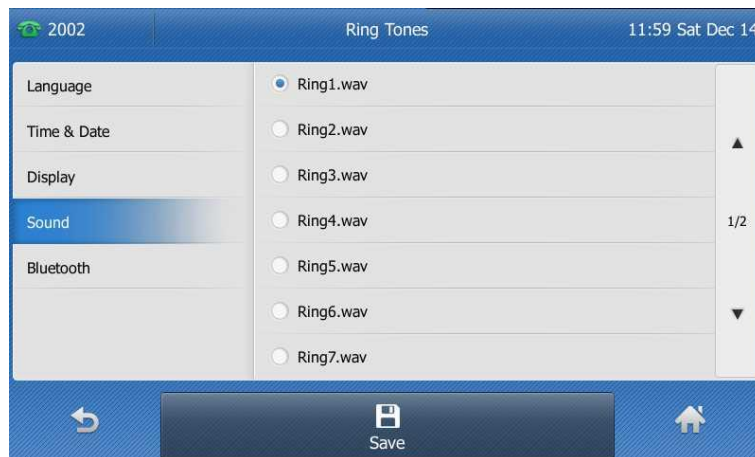 2002
Ring Tones
11:59 Sat Dec 14
Language
Time & Date
Display
Sound
Bluetooth
Ring1.wav
Ring2.wav
Ring3.wav
Ring4.wav
Ring5.wav
Ring6.wav
Ring7.wav
1/2
Save